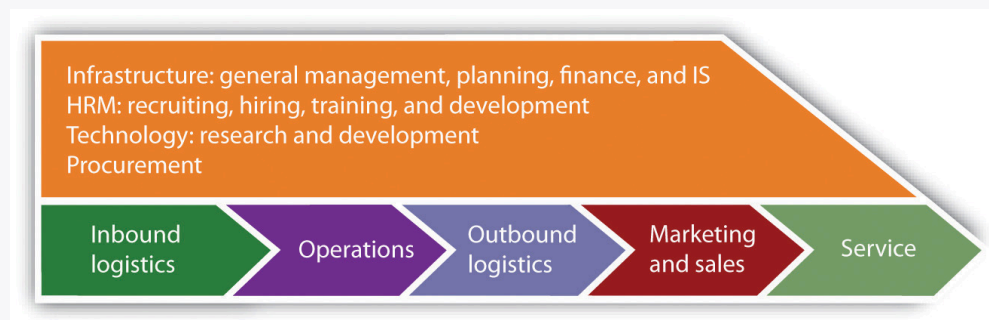 Infrastructure: general management, planning, finance, and IS
HRM: recruiting, hiring, training, and development
Technology: research and development
Procurement
Inbound
logistics
Operations
Outbound
logistics
Marketing
and sales
Service